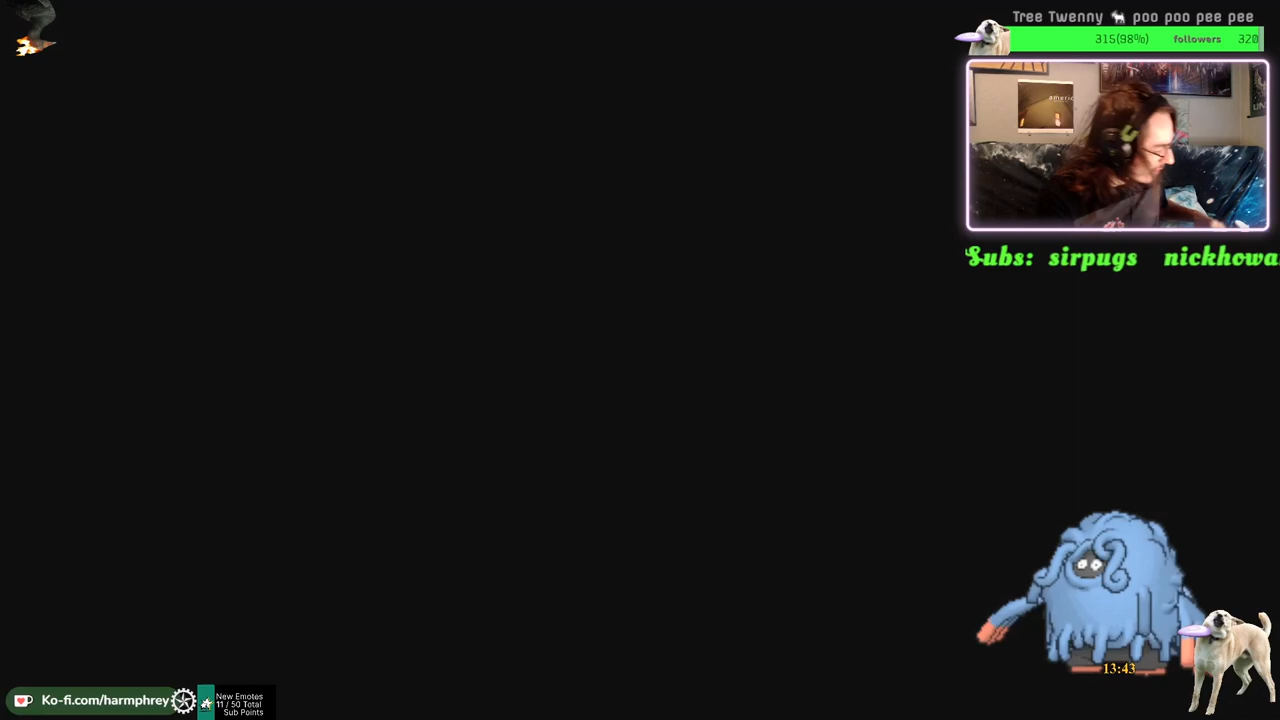 Tree Twenny 🐐 poo poo pee pee
315(98%) followers 320
americ
Subs: sirpugs nickhowa
13:43
Ko-fi.com/harmphrey
New Emotes
11 / 50 Total
Sub Points